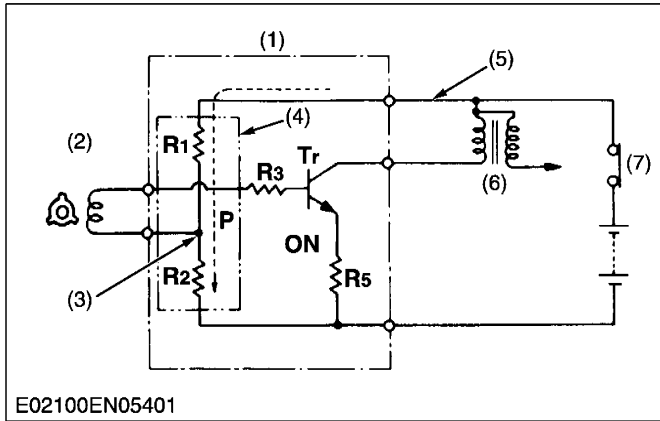 (1)
(5)
(2)
(4)
R1
Tr
R3
(7)
(6)
P
ON
R2
R5
(3)
E02100EN05401